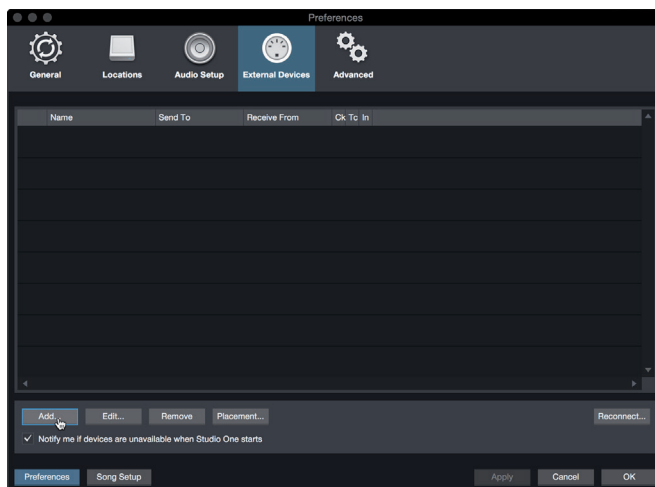 Preferences
General Locations Audio Setup External Devices Advanced
Name Send To Receive From Ck Tc In
Add... Edit... Remove Placement... Reconnect...
Notify me if devices are unavailable when Studio One starts
Preferences Song Setup Apply Cancel OK